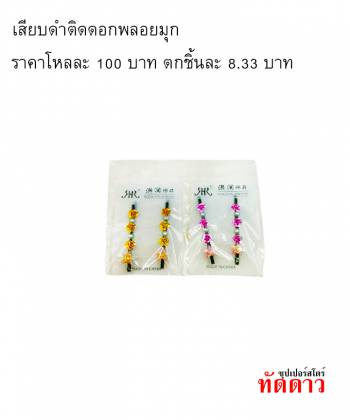 เสียบดำติดดอกพลอยมุก
ราคาโหลละ 100 บาท ตกชิ้นละ 8.33 บาท
ซุปเปอร์สโตร์
ทัดดาว